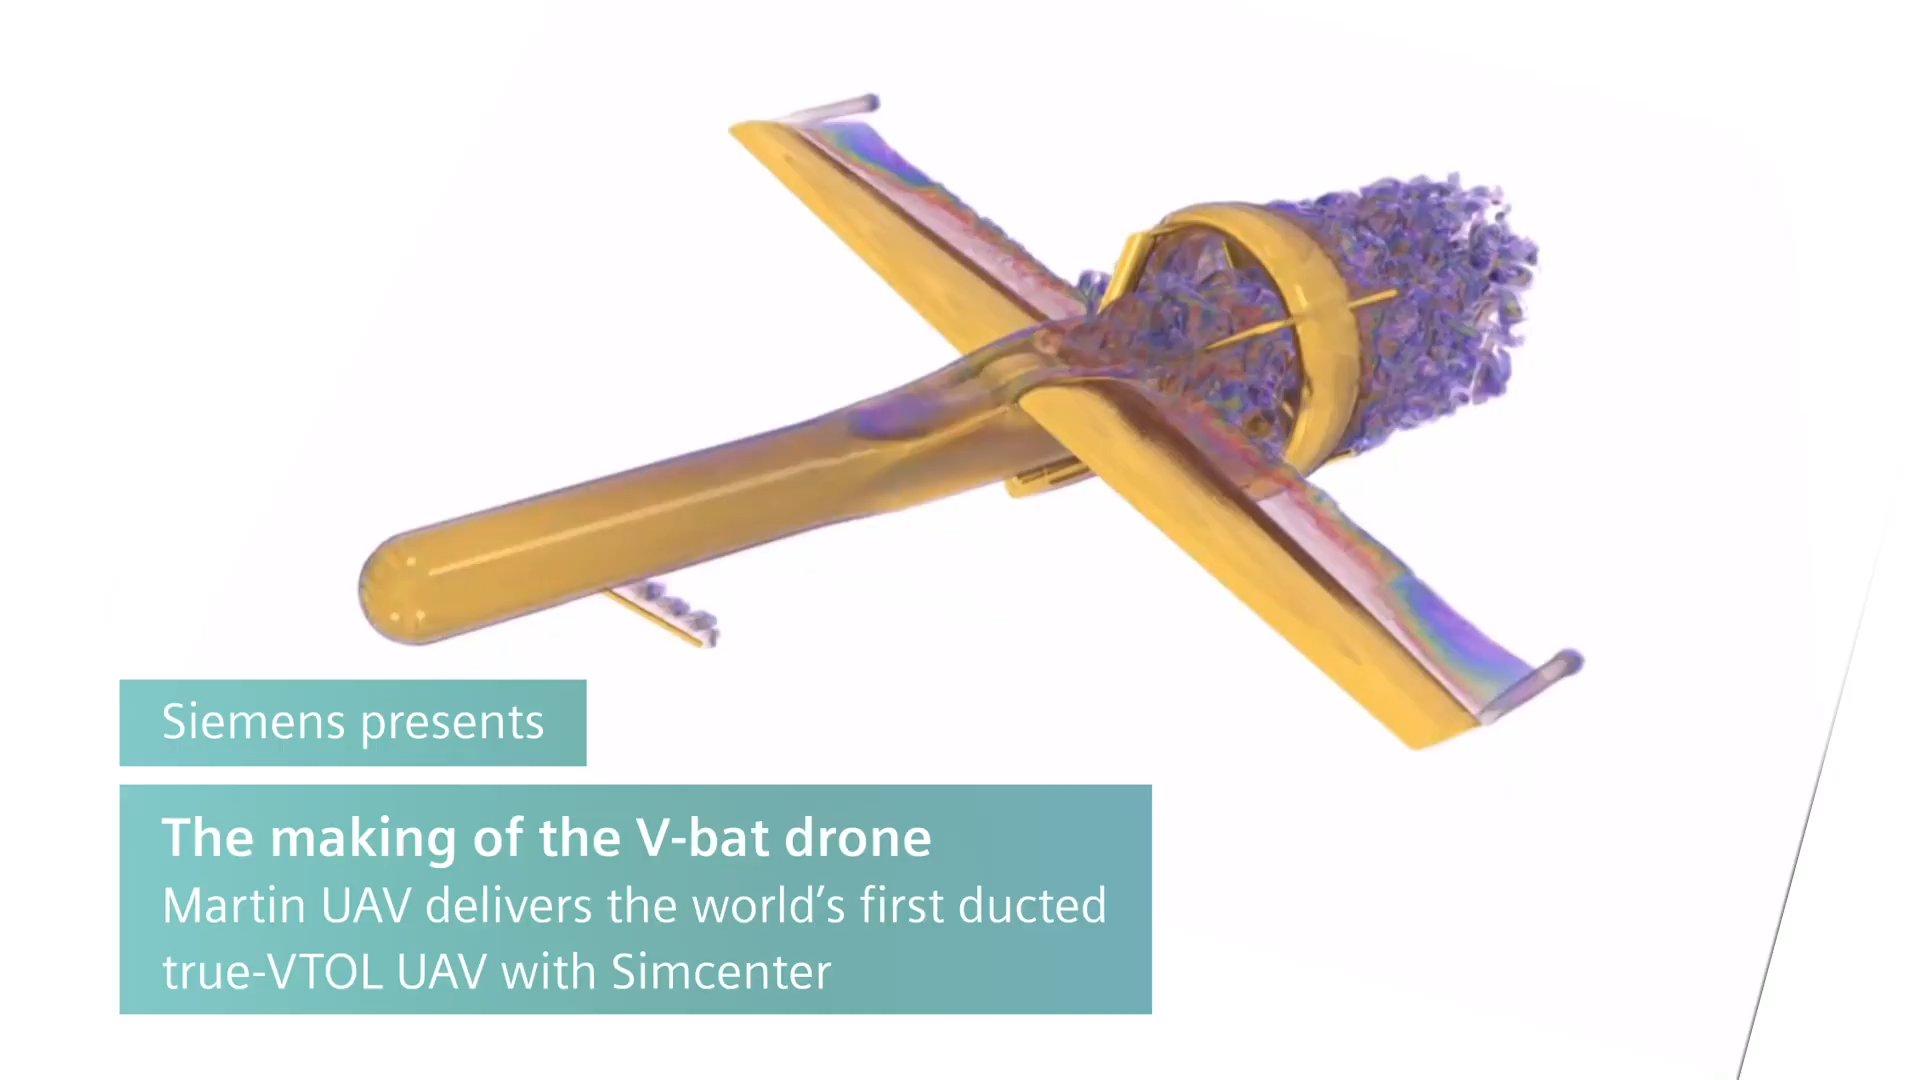 Siemens presents
The making of the V-bat drone
Martin UAV delivers the world’s first ducted
true-VTOL UAV with Simcenter